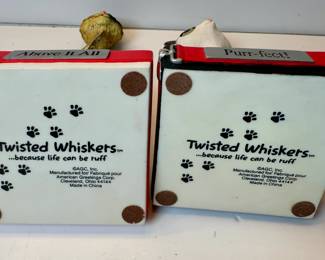 Above It All
Twisted Whiskers™
...because life can be ruff
©AGC, Inc.
Manufactured for/ Fabriqué pour
American Greetings Corp.
Cleveland, Ohio 44144
Made in China
Purr-fect!
Twisted Whiskers™
...because life can be ruff
©AGC, Inc.
Manufactured for/ Fabriqué pour
American Greetings Corp.
Cleveland, Ohio 44144
Made in China